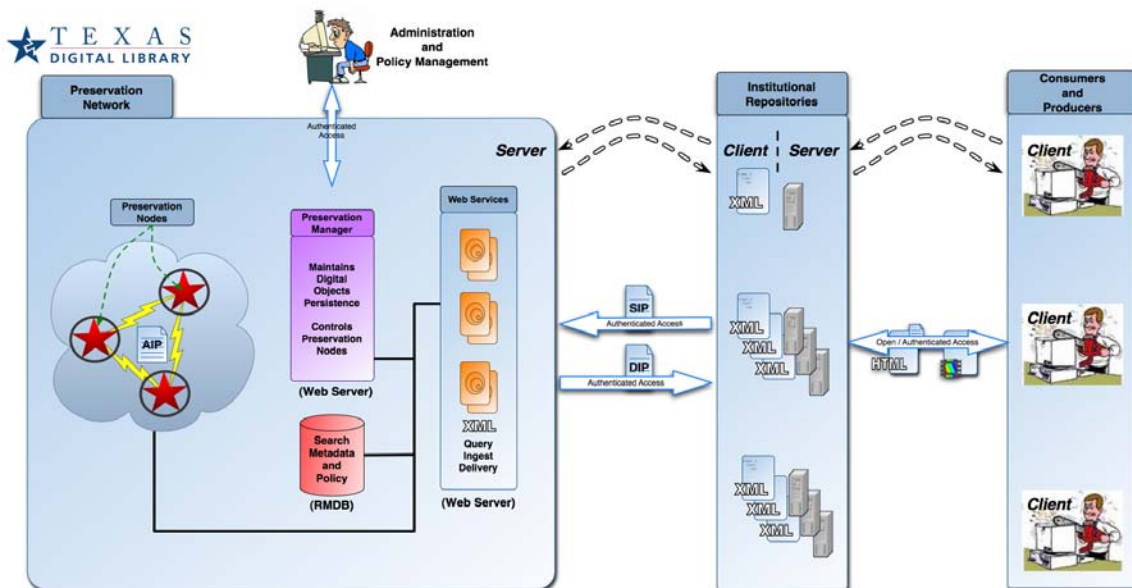 TEXAS
DIGITAL LIBRARY
Administration
and
Policy Management
Preservation
Network
Authenticated
Access
Server
Preservation
Nodes
AIP
Preservation
Manager
Maintains
Digital
Objects
Persistence
Controls
Preservation
Nodes
(Web Server)
Search
Metadata
and
Policy
(RMDB)
Web Services
XML
Query
Ingest
Delivery
(Web Server)
SIP
Authenticated Access
DIP
Authenticated Access
Institutional
Repositories
Client
Server
XML
XML
XML
XML
XML
XML
XML
Open / Authenticated Access
HTML
Consumers
and
Producers
Client
Client
Client